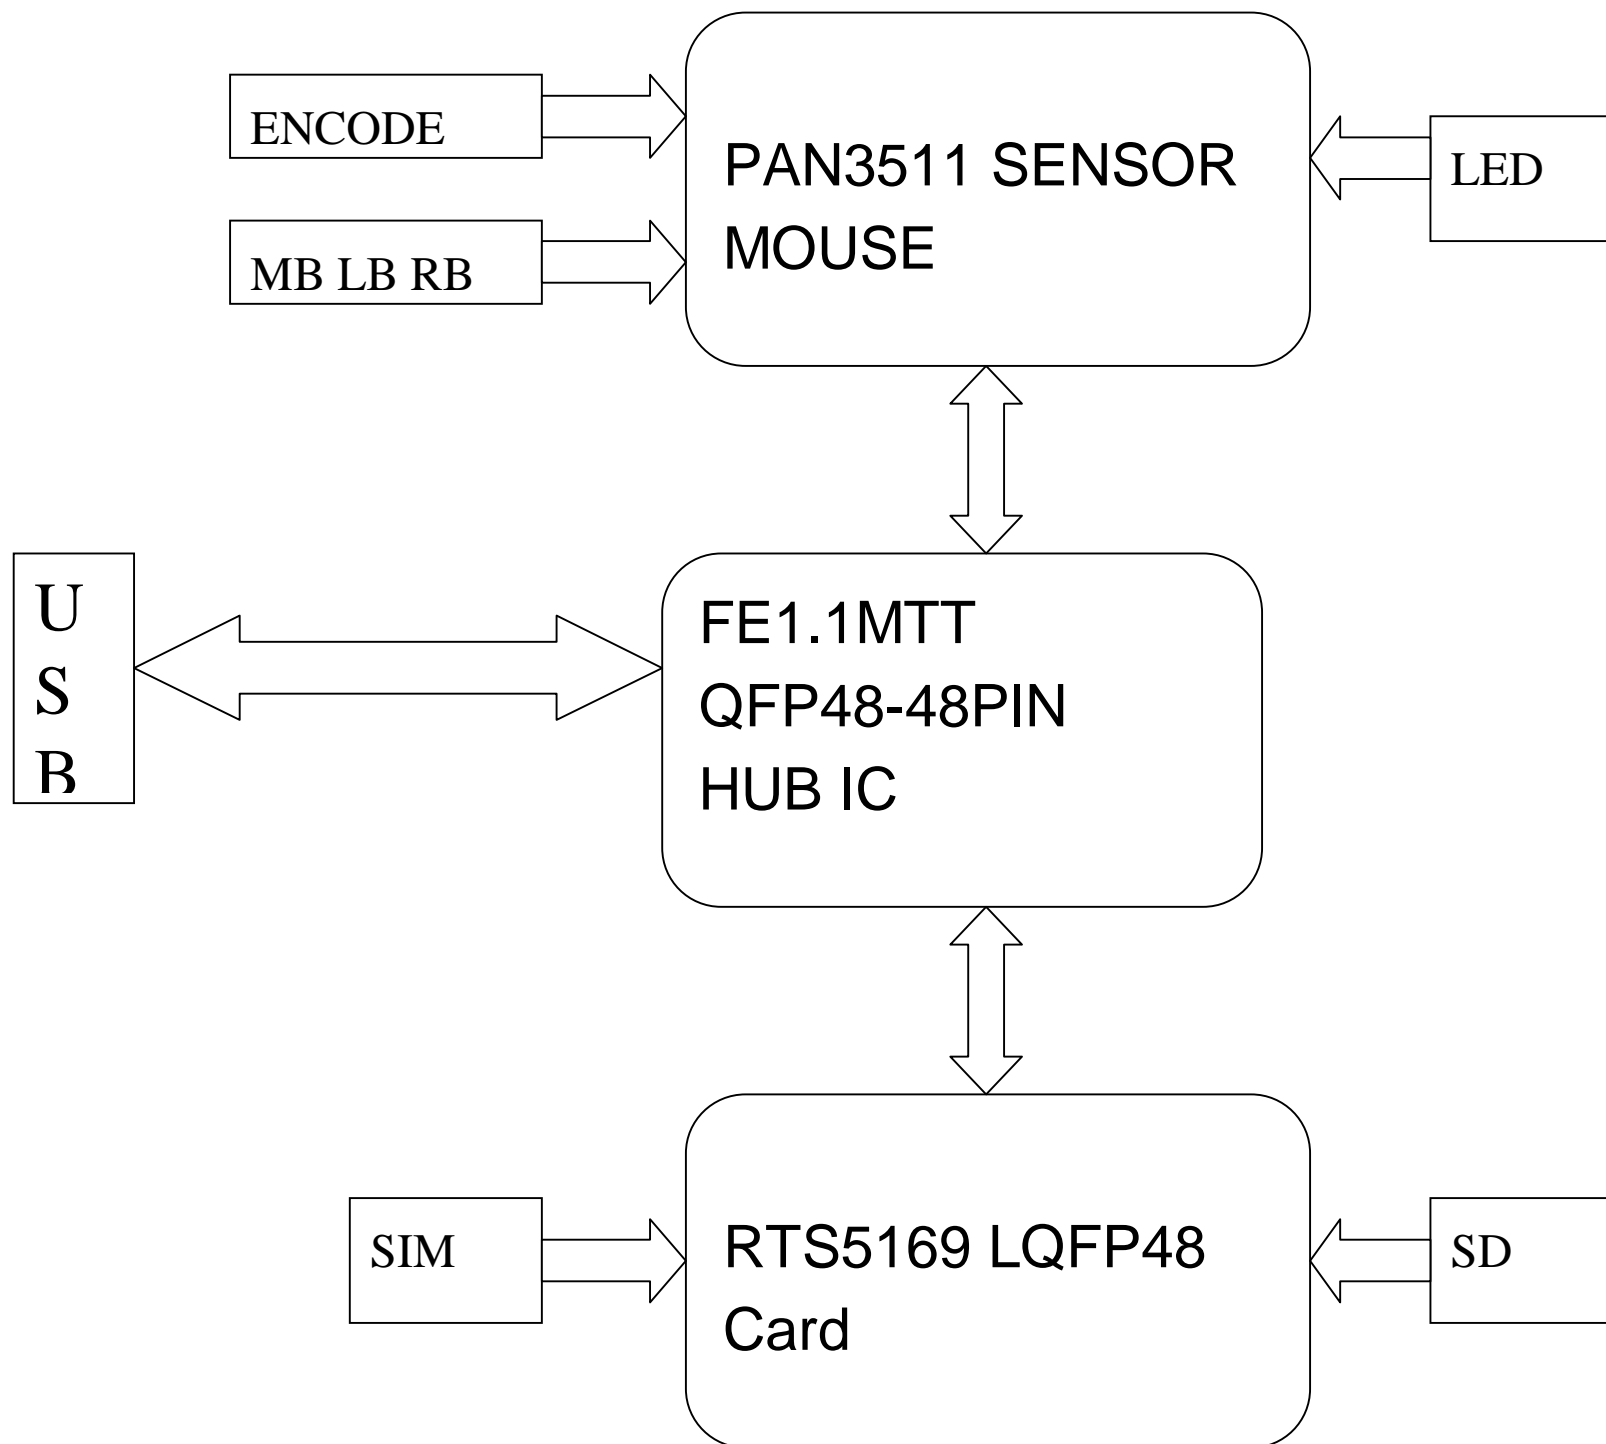 ENCODE
MB LB RB
PAN3511 SENSOR
MOUSE
LED
U
S
B
FE1.1MTT
QFP48-48PIN
HUB IC
SIM
RTS5169 LQFP48
Card
SD